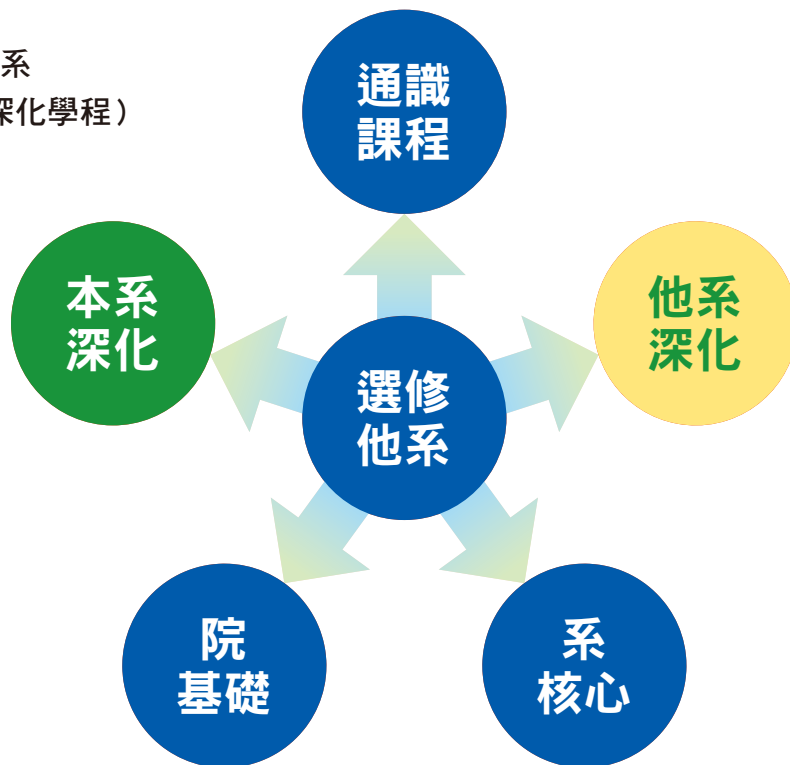 系
深化學程）
通識
課程
本系
深化
他系
深化
選修
他系
院
基礎
系
核心